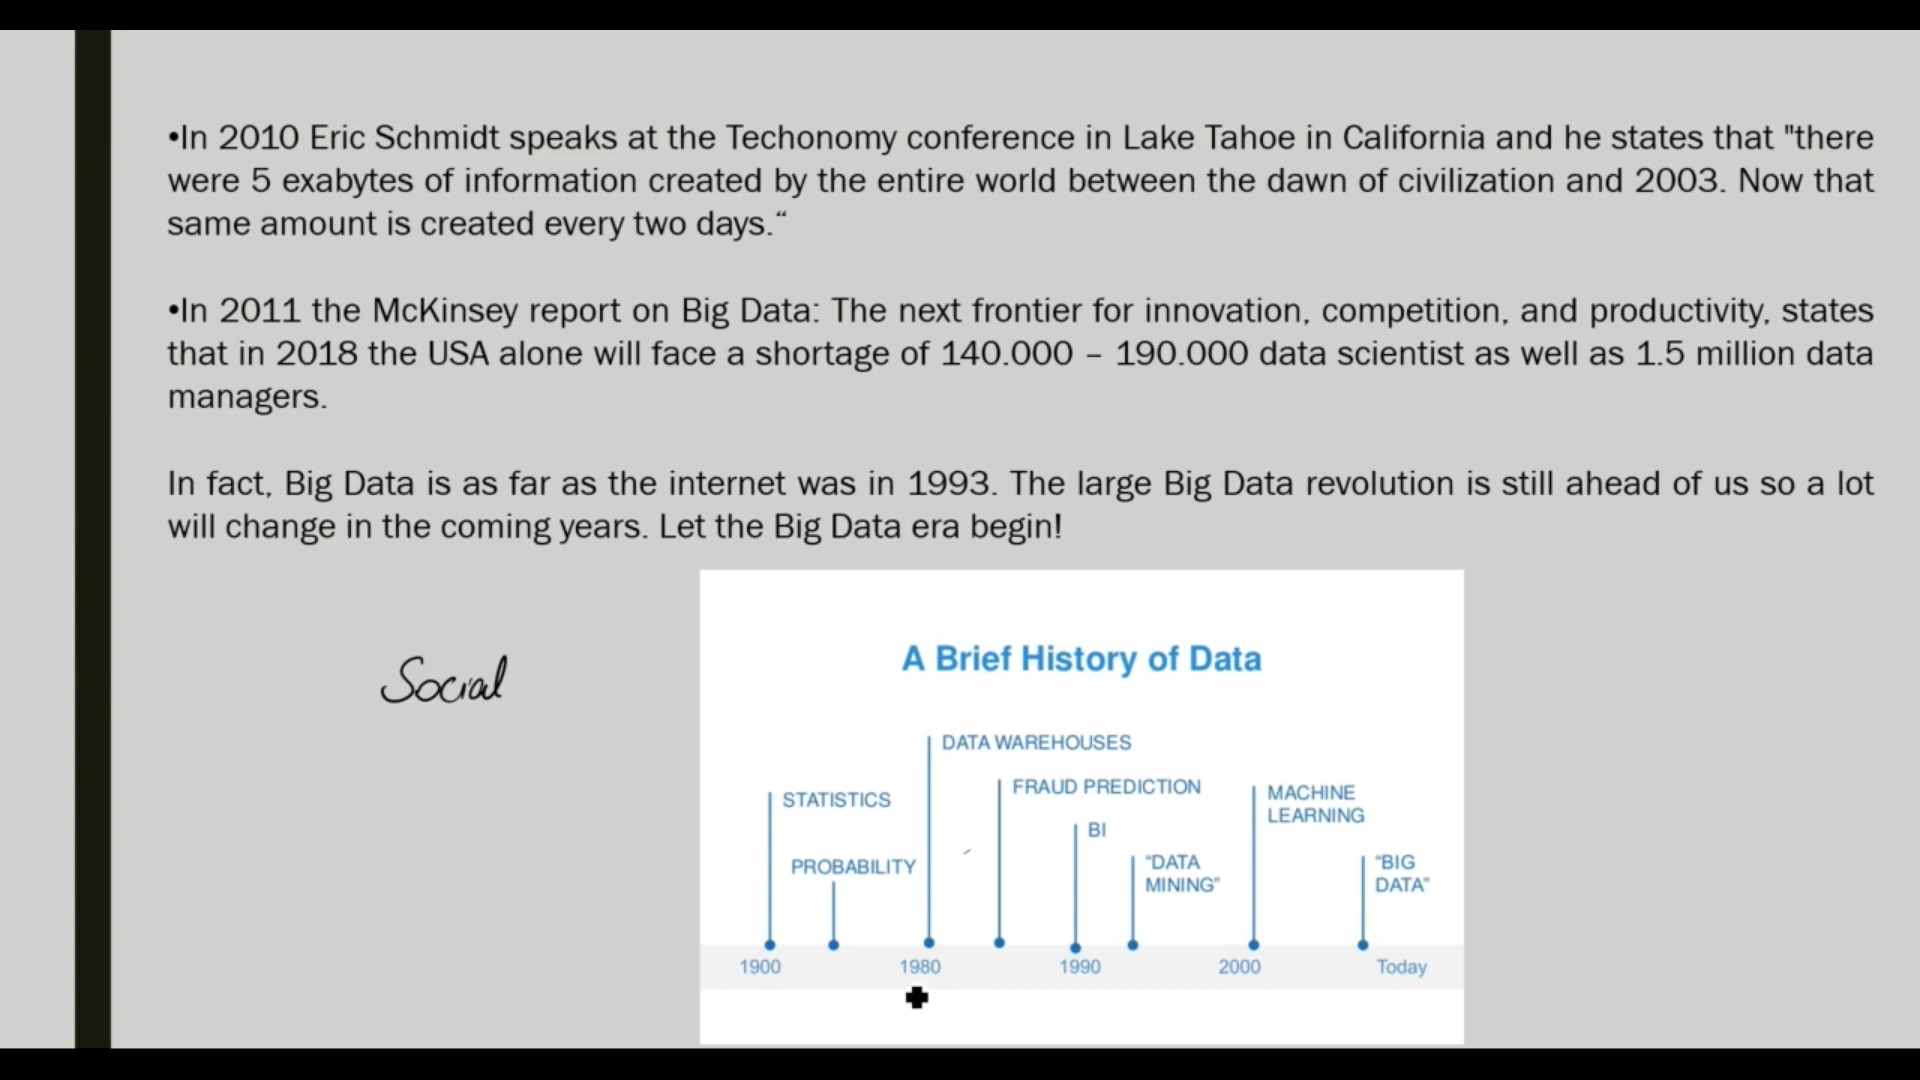 •In 2010 Eric Schmidt speaks at the Techonomy conference in Lake Tahoe in California and he states that "there
were 5 exabytes of information created by the entire world between the dawn of civilization and 2003. Now that
same amount is created every two days.“
•In 2011 the McKinsey report on Big Data: The next frontier for innovation, competition, and productivity, states
that in 2018 the USA alone will face a shortage of 140.000 – 190.000 data scientist as well as 1.5 million data
managers.
In fact, Big Data is as far as the internet was in 1993. The large Big Data revolution is still ahead of us so a lot
will change in the coming years. Let the Big Data era begin!
Social
A Brief History of Data
DATA WAREHOUSES
FRAUD PREDICTION
STATISTICS
MACHINE
LEARNING
BI
PROBABILITY
“DATA
MINING”
“BIG
DATA”
1900 1980 1990 2000 Today